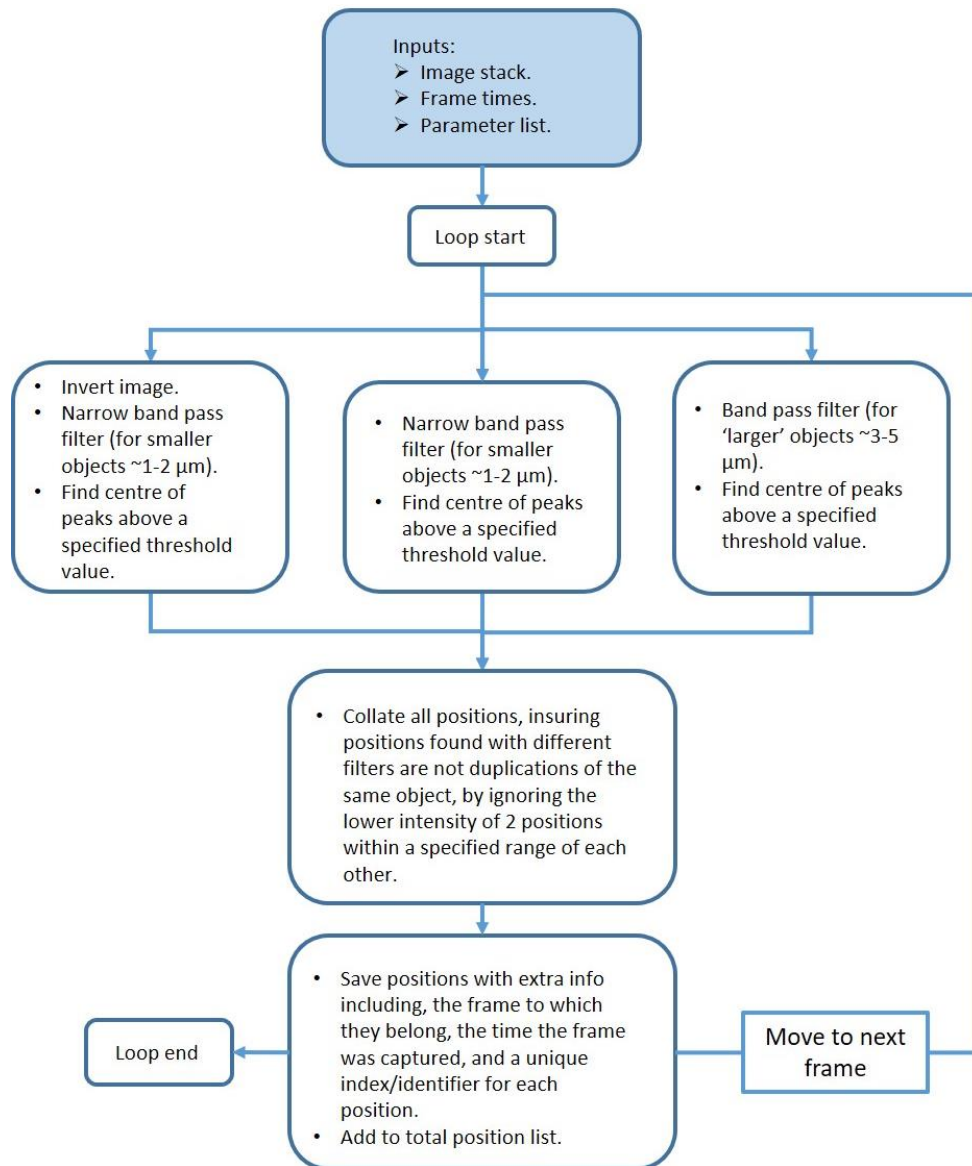 Inputs:
➢ Image stack.
➢ Frame times.
➢ Parameter list.
Loop start
• Invert image.
• Narrow band pass
filter (for smaller
objects ~1-2 µm).
• Find centre of
peaks above a
specified threshold
value.
• Narrow band pass
filter (for smaller
objects ~1-2 µm).
• Find centre of peaks
above a specified
threshold value.
• Band pass filter (for
‘larger’ objects ~3-5
µm).
• Find centre of peaks
above a specified
threshold value.
• Collate all positions, insuring
positions found with different
filters are not duplications of the
same object, by ignoring the
lower intensity of 2 positions
within a specified range of each
other.
• Save positions with extra info
including, the frame to which
they belong, the time the frame
was captured, and a unique
index/identifier for each
position.
• Add to total position list.
Loop end
Move to next
frame